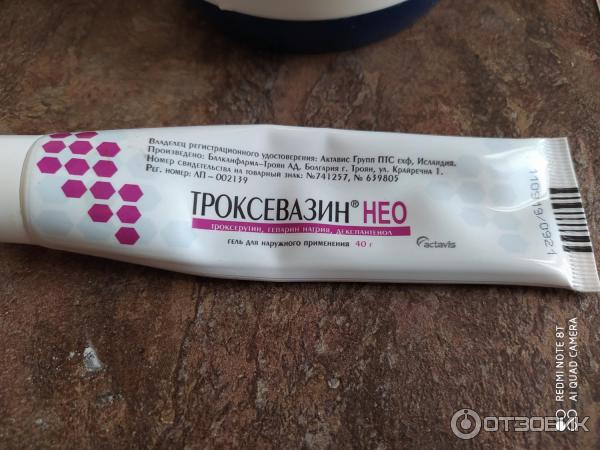 Владелец регистрационного удостоверения: Актавис Групп ПТС ехф, Исландия.
Произведено: Балканфарма-Троян АД, Болгария г. Троян, ул. Крайречна 1.
Номер свидетельства на товарный знак: №741257, № 639805
Рег. номер: ЛП - 002139
ТРОКСЕВАЗИН® НЕО
троксерутин, гепарин натрия, декспантенол
гель для наружного применения 40 г
actavis
110919/0921
REDMI NOTE 8T
AI QUAD CAMERA
ОТЗОВИК